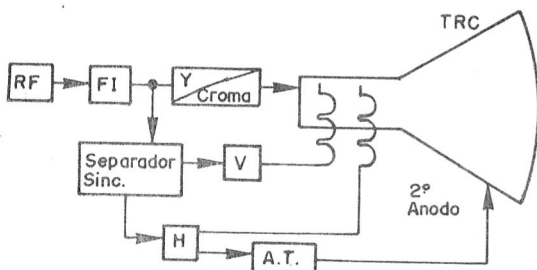 TRC
RF
FI
Y
Croma
Separador
Sinc.
V
2º
Anodo
H
A.T.